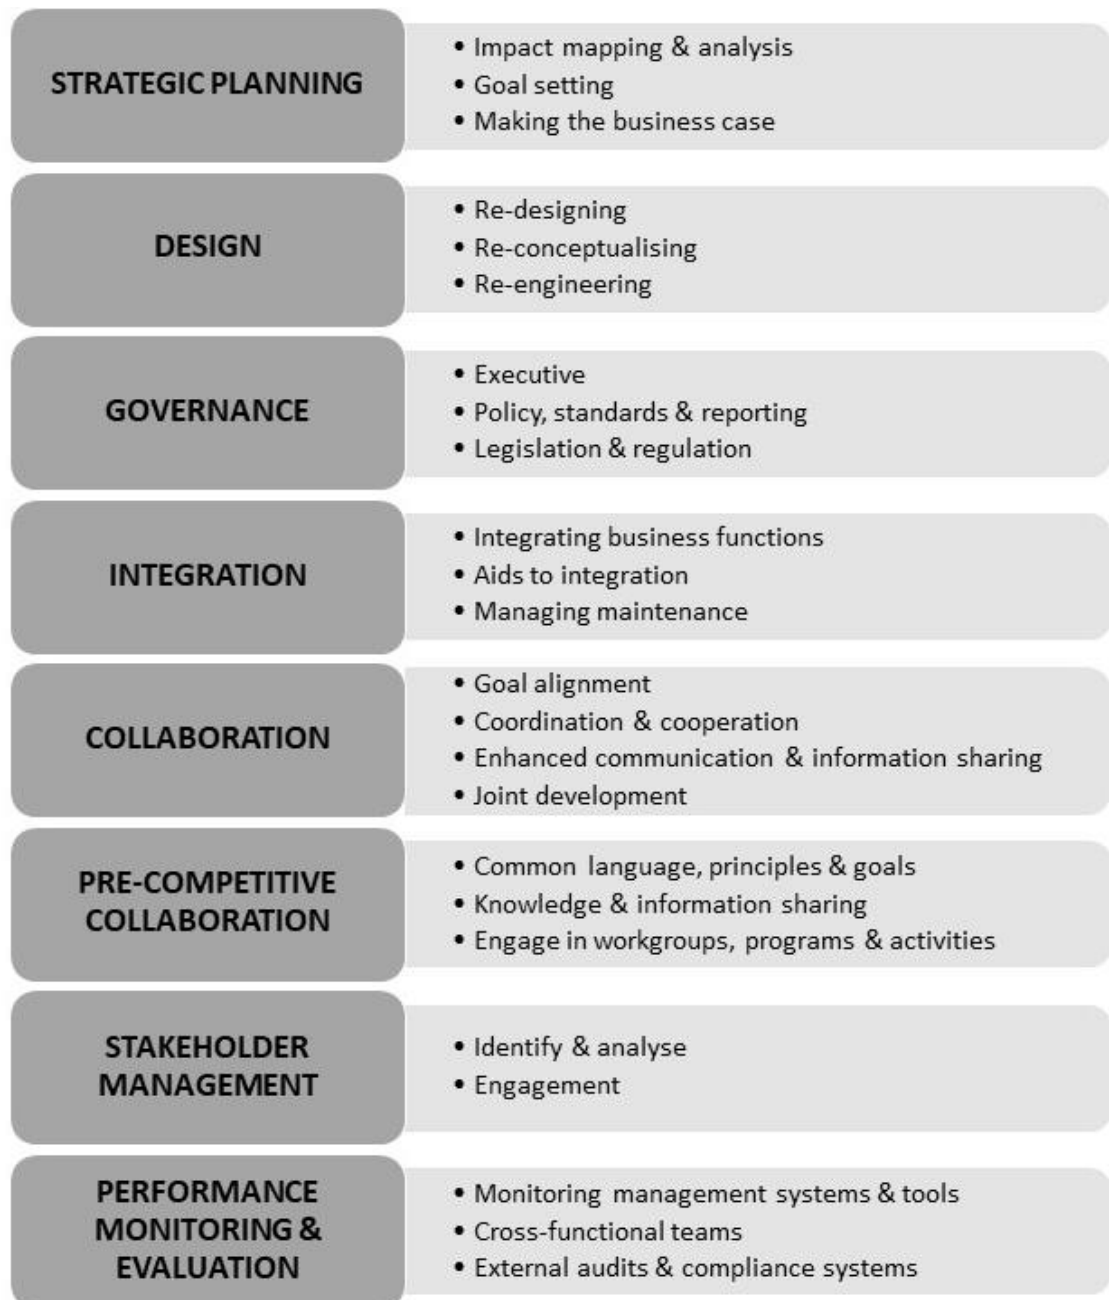 STRATEGIC PLANNING
• Impact mapping & analysis
• Goal setting
• Making the business case
DESIGN
• Re-designing
• Re-conceptualising
• Re-engineering
GOVERNANCE
• Executive
• Policy, standards & reporting
• Legislation & regulation
INTEGRATION
• Integrating business functions
• Aids to integration
• Managing maintenance
COLLABORATION
• Goal alignment
• Coordination & cooperation
• Enhanced communication & information sharing
• Joint development
PRE-COMPETITIVE
COLLABORATION
• Common language, principles & goals
• Knowledge & information sharing
• Engage in workgroups, programs & activities
STAKEHOLDER
MANAGEMENT
• Identify & analyse
• Engagement
PERFORMANCE
MONITORING &
EVALUATION
• Monitoring management systems & tools
• Cross-functional teams
• External audits & compliance systems